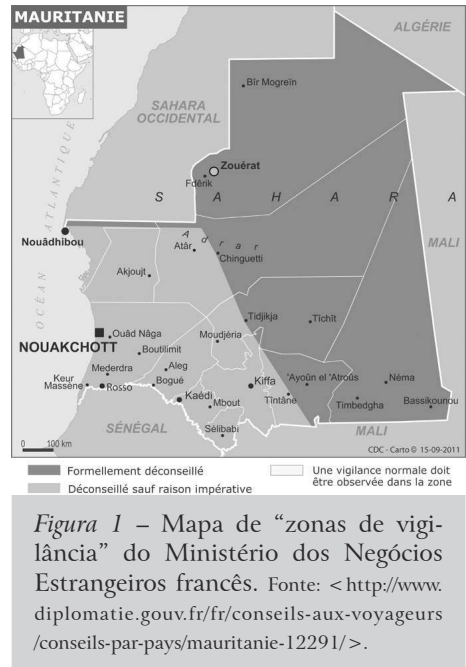 MAURITANIE
ALGÉRIE
Bîr Mogreïn
SAHARA
OCCIDENTAL
Zouérat
Fdérik
S A H A R A
OCÉAN ATLANTIQUE
Nouâdhibou
Adrar
Atâr
Chinguetti
MALI
Akjoujt
Tidjikja
Tîchît
Ouâd Nâga
Moudjéria
NOUAKCHOTT
Boutilimit
Mederdra
Aleg
Keur
Massène
Rosso
Bogué
Kiffa
'Ayoûn el 'Atroûs
Néma
Kaédi
Mbout
Tîntâne
Timbedgha
Bassikounou
Sélibabi
SÉNÉGAL
MALI
0 100 km
CDC - Carto © 15-09-2011
Formellement déconseillé
Déconseillé sauf raison impérative
Une vigilance normale doit
être observée dans la zone
Figura 1 – Mapa de “zonas de vigi-
lância” do Ministério dos Negócios
Estrangeiros francês. Fonte: <http://www.
diplomatie.gouv.fr/fr/conseils-aux-voyageurs
/conseils-par-pays/mauritanie-12291/>.